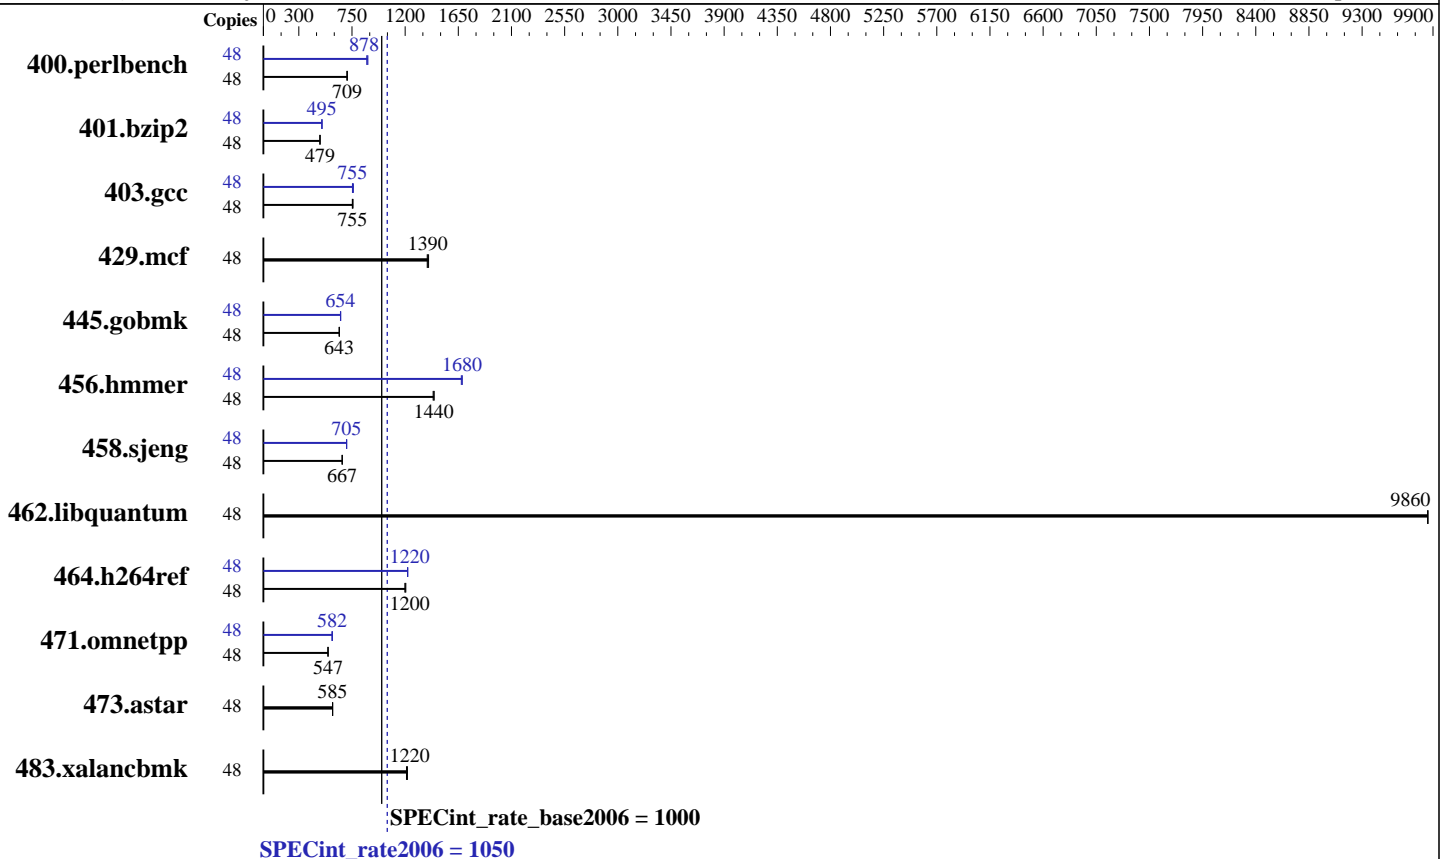 Copies 0 300 750 1200 1650 2100 2550 3000 3450 3900 4350 4800 5250 5700 6150 6600 7050 7500 7950 8400 8850 9300 9900
400.perlbench 48 878
48 709
401.bzip2 48 495
48 479
403.gcc 48 755
48 755
429.mcf 48 1390
445.gobmk 48 654
48 643
456.hmmer 48 1680
48 1440
458.sjeng 48 705
48 667
462.libquantum 48 9860
464.h264ref 48 1220
48 1200
471.omnetpp 48 582
48 547
473.astar 48 585
483.xalancbmk 48 1220
SPECint_rate_base2006 = 1000
SPECint_rate2006 = 1050